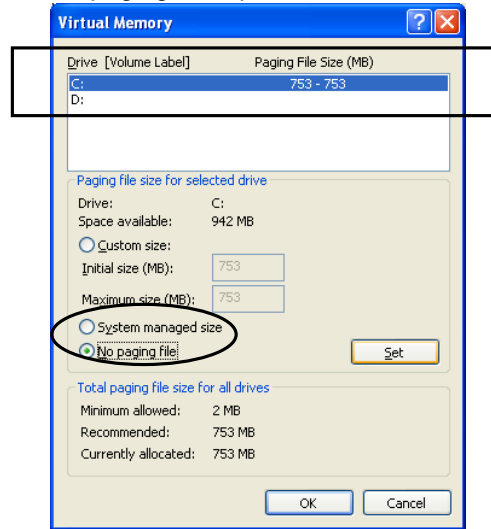 Virtual Memory
Drive [Volume Label] Paging File Size (MB)
C: 753 - 753
D:
Paging file size for selected drive
Drive: C:
Space available: 942 MB
Custom size:
Initial size (MB): 753
Maximum size (MB): 753
System managed size
No paging file Set
Total paging file size for all drives
Minimum allowed: 2 MB
Recommended: 753 MB
Currently allocated: 753 MB
OK Cancel